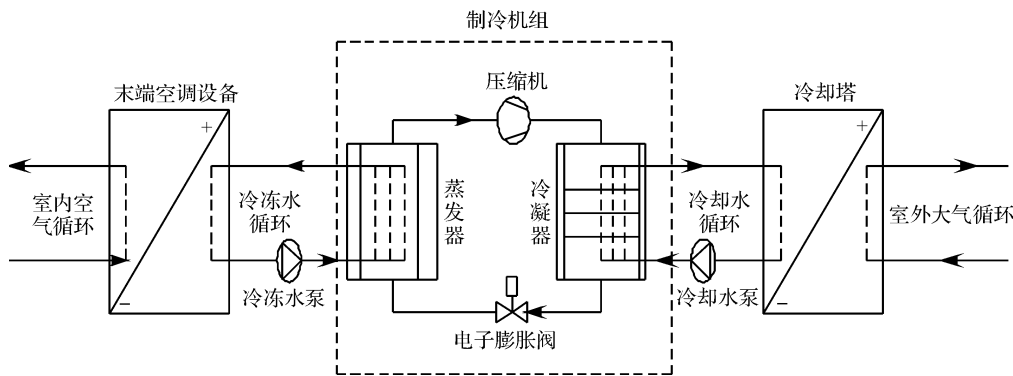 制冷机组
压缩机
末端空调设备
冷却塔
+
+
室内空
气循环
冷冻水
循环
蒸
发
器
冷
凝
器
冷却水
循环
室外大气循环
冷冻水泵
冷却水泵
−
−
电子膨胀阀